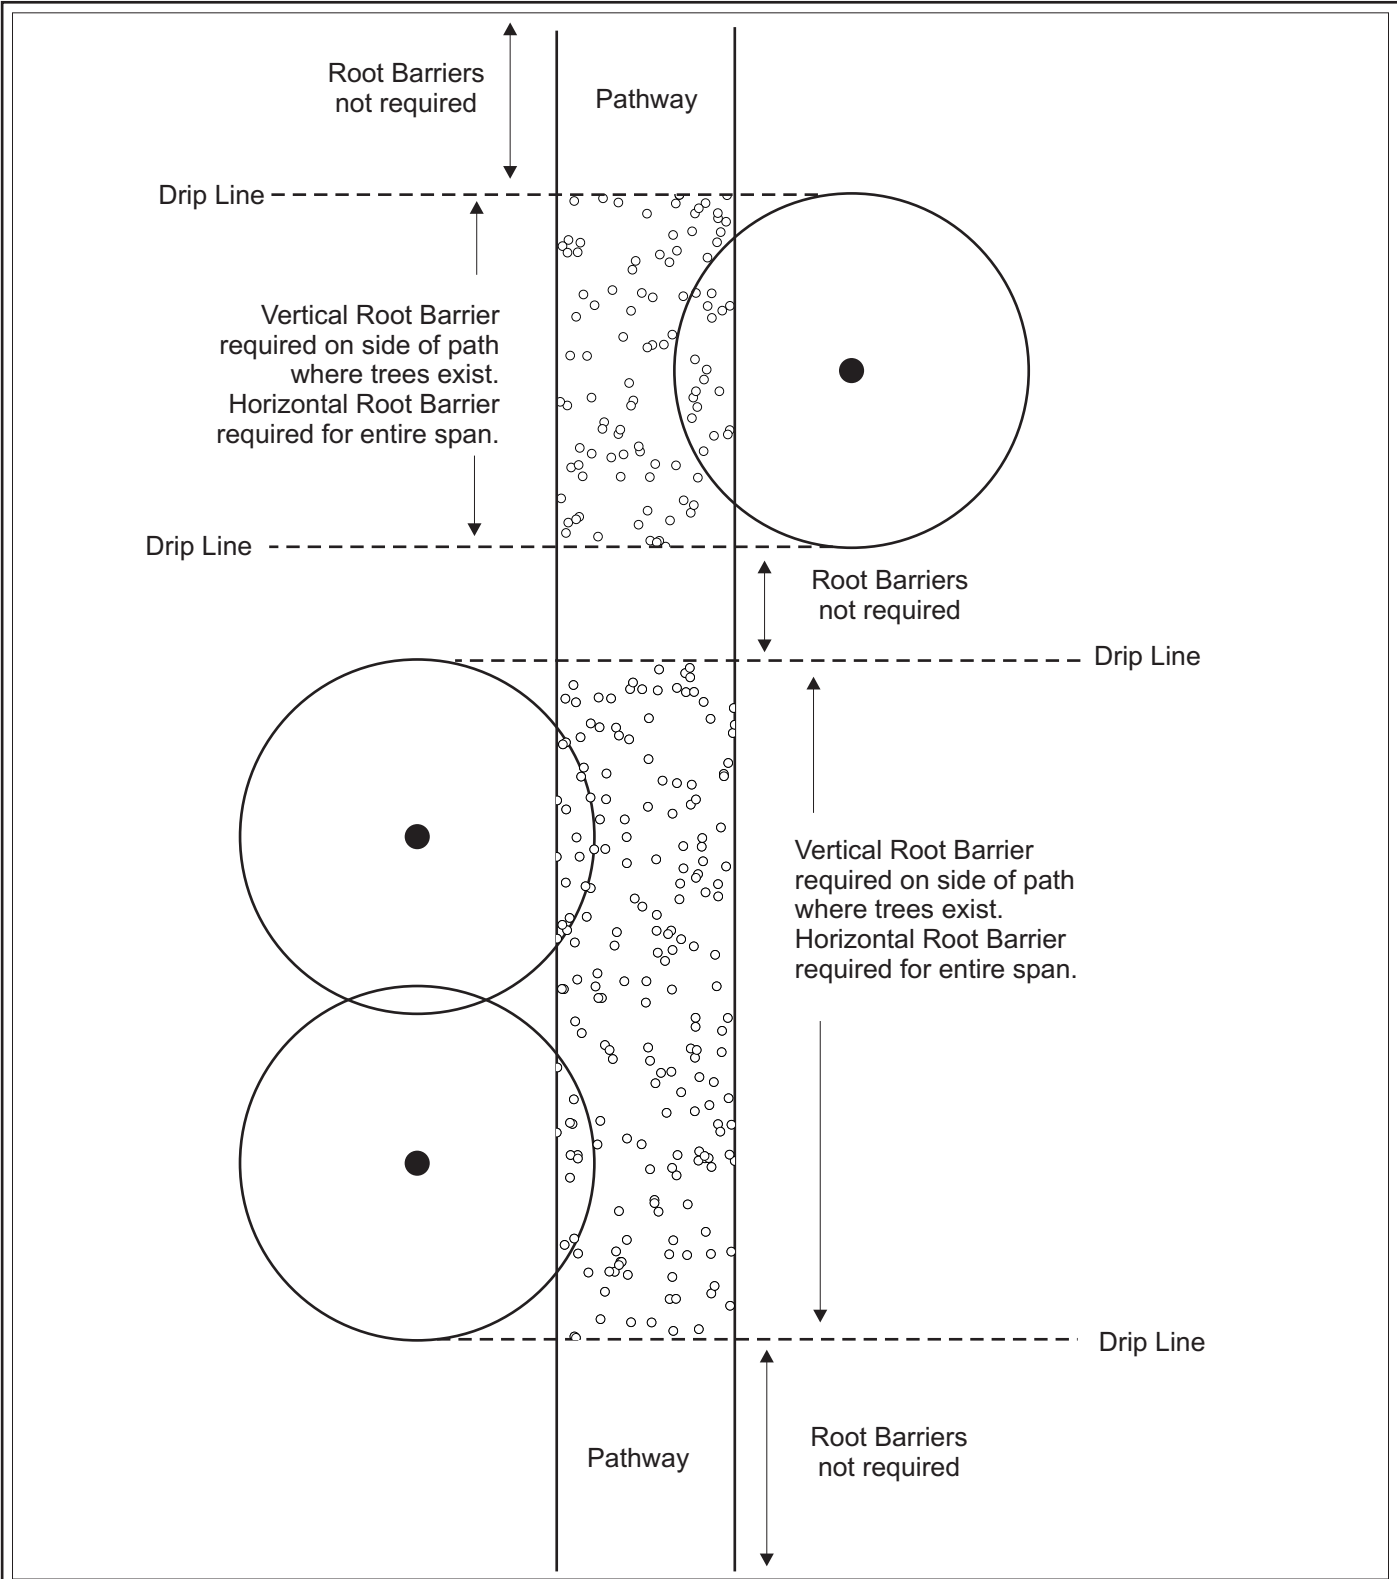 Root Barriers
not required
Pathway
Drip Line
Vertical Root Barrier
required on side of path
where trees exist.
Horizontal Root Barrier
required for entire span.
Drip Line
Root Barriers
not required
Drip Line
Vertical Root Barrier
required on side of path
where trees exist.
Horizontal Root Barrier
required for entire span.
Drip Line
Pathway
Root Barriers
not required